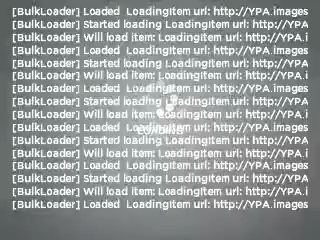 [BulkLoader] Loaded LoadingItem url: http://YPA.images
[BulkLoader] Started loading LoadingItem url: http://YPA
[BulkLoader] Will load item: LoadingItem url: http://YPA.i
[BulkLoader] Loaded LoadingItem url: http://YPA.images
[BulkLoader] Started loading LoadingItem url: http://YPA
[BulkLoader] Will load item: LoadingItem url: http://YPA.i
[BulkLoader] Loaded LoadingItem url: http://YPA.images
[BulkLoader] Started loading LoadingItem url: http://YPA
[BulkLoader] Will load item: LoadingItem url: http://YPA.i
LOADING
[BulkLoader] Loaded LoadingItem url: http://YPA.images
[BulkLoader] Started loading LoadingItem url: http://YPA
[BulkLoader] Will load item: LoadingItem url: http://YPA.i
[BulkLoader] Loaded LoadingItem url: http://YPA.images
[BulkLoader] Started loading LoadingItem url: http://YPA
[BulkLoader] Will load item: LoadingItem url: http://YPA.i
[BulkLoader] Loaded LoadingItem url: http://YPA.images